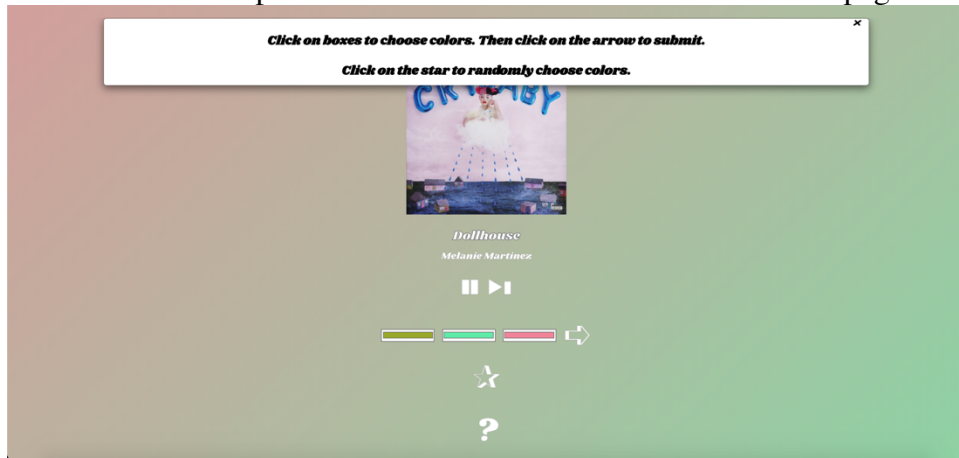 ×
Click on boxes to choose colors. Then click on the arrow to submit.
Click on the star to randomly choose colors.
CRYBABY
Dollhouse
Melanie Martinez
?